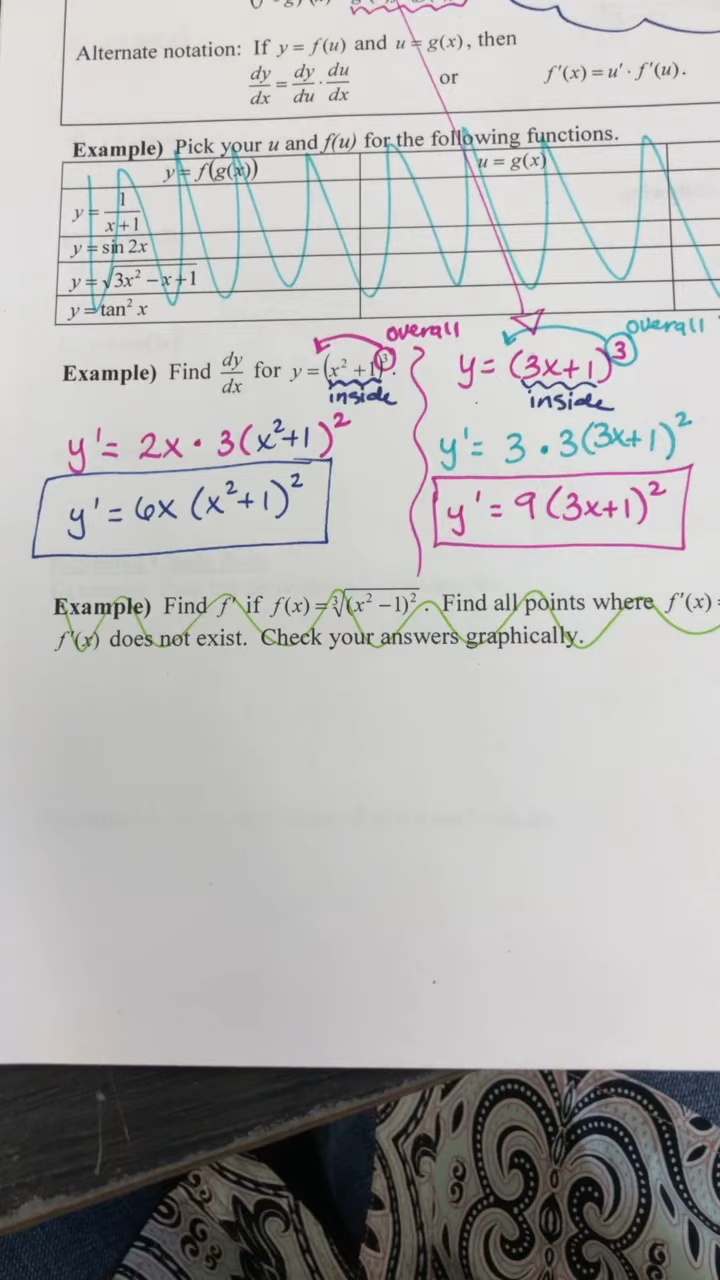 Alternate notation: If y = f(u) and u = g(x), then
dy/dx = dy/du · du/dx or f'(x) = u' · f'(u).
Example) Pick your u and f(u) for the following functions.
y = f(g(x)) u = g(x)
y = 1/(x+1)
y = sin 2x
y = √(3x² − x + 1)
y = tan² x
overall overall
Example) Find dy/dx for y = (x² + 1)³. y = (3x+1)³
inside inside
y' = 2x • 3(x²+1)² y' = 3 • 3(3x+1)²
y' = 6x (x²+1)² y' = 9(3x+1)²
Example) Find f' if f(x) = ∛(x² − 1)². Find all points where f'(x) =
f'(x) does not exist. Check your answers graphically.